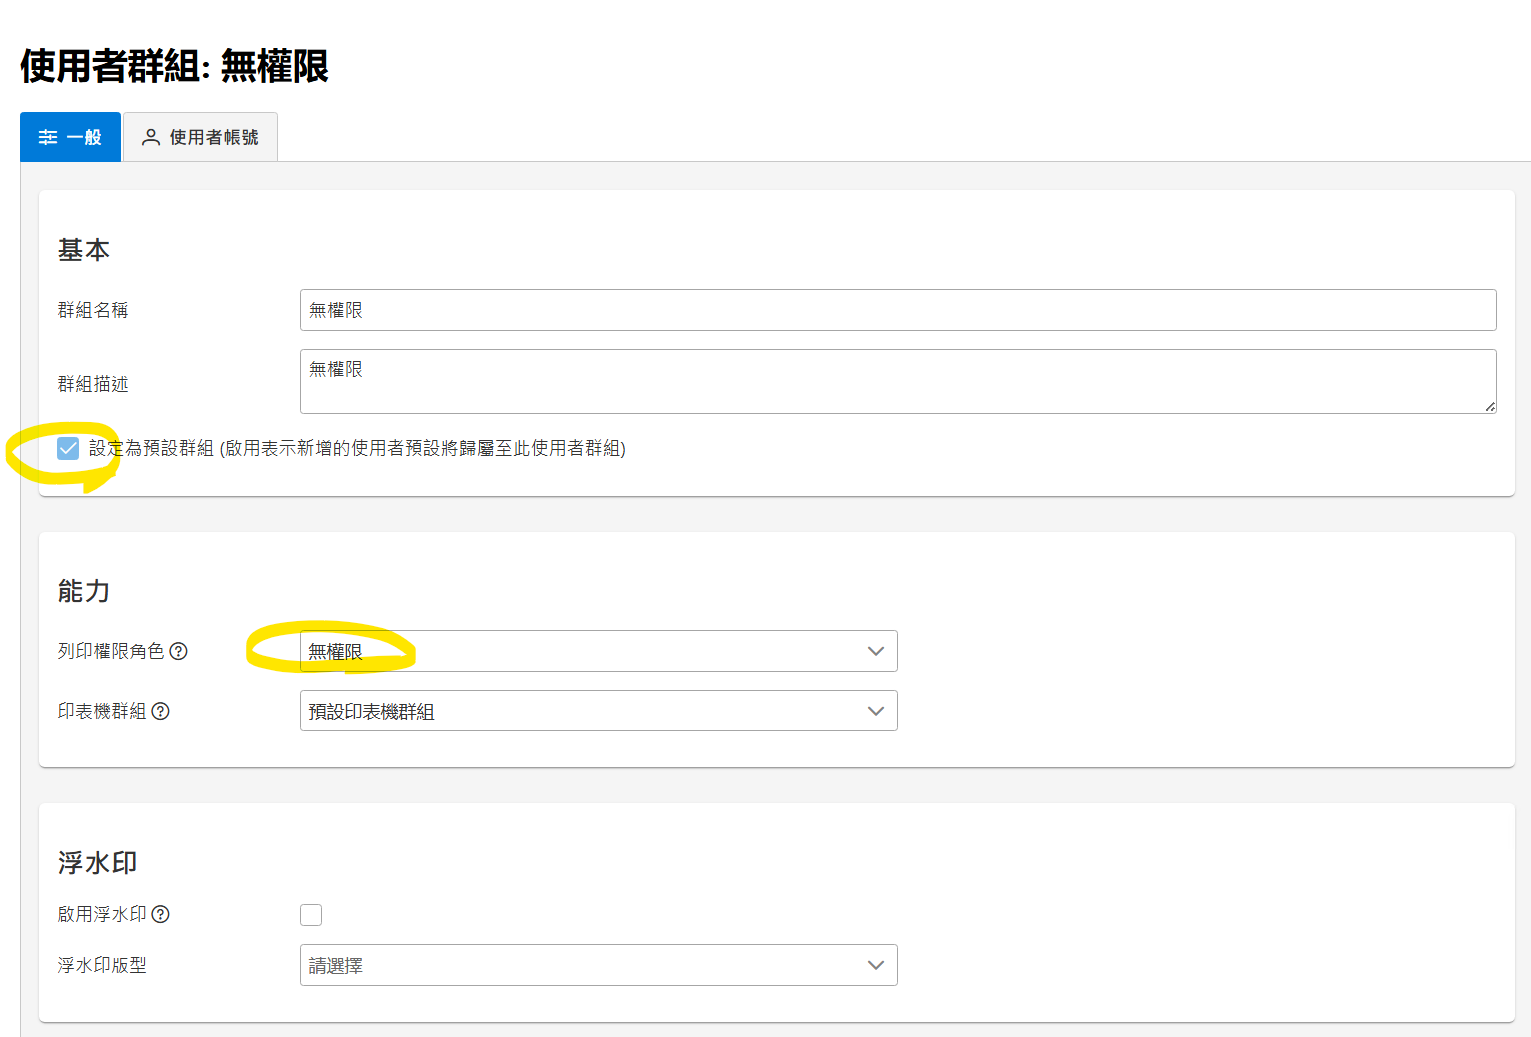 使用者群組: 無權限
一般
使用者帳號
基本
群組名稱
無權限
群組描述
無權限
設定為預設群組 (啟用表示新增的使用者預設將歸屬至此使用者群組)
能力
列印權限角色
無權限
印表機群組
預設印表機群組
浮水印
啟用浮水印
浮水印版型
請選擇